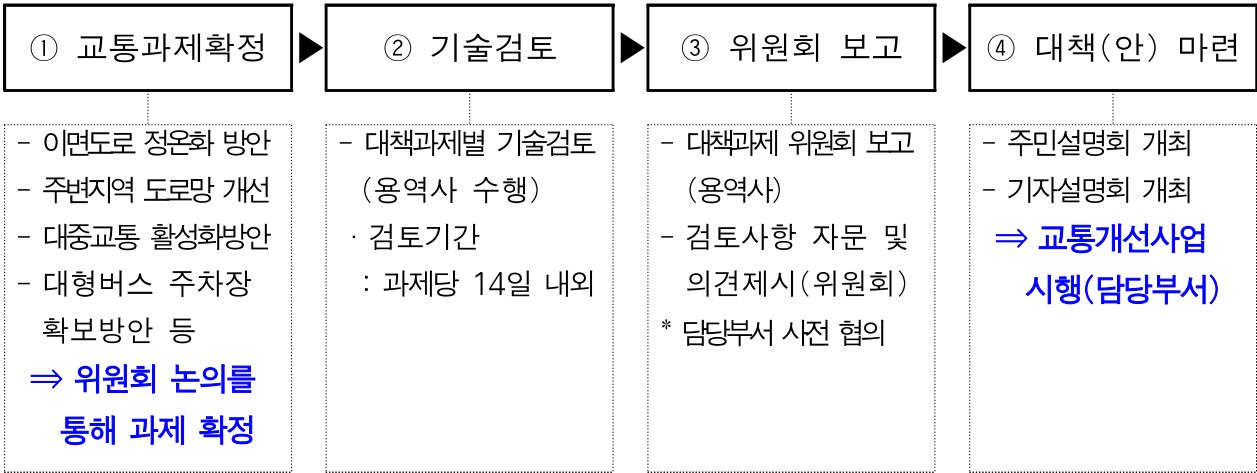 ① 교통과제확정
- 이면도로 정온화 방안
- 주변지역 도로망 개선
- 대중교통 활성화방안
- 대형버스 주차장
확보방안 등
⇒ 위원회 논의를
통해 과제 확정
② 기술검토
- 대책과제별 기술검토
(용역사 수행)
· 검토기간
: 과제당 14일 내외
③ 위원회 보고
- 대책과제 위원회 보고
(용역사)
- 검토사항 자문 및
의견제시(위원회)
* 담당부서 사전 협의
④ 대책(안) 마련
- 주민설명회 개최
- 기자설명회 개최
⇒ 교통개선사업
시행(담당부서)